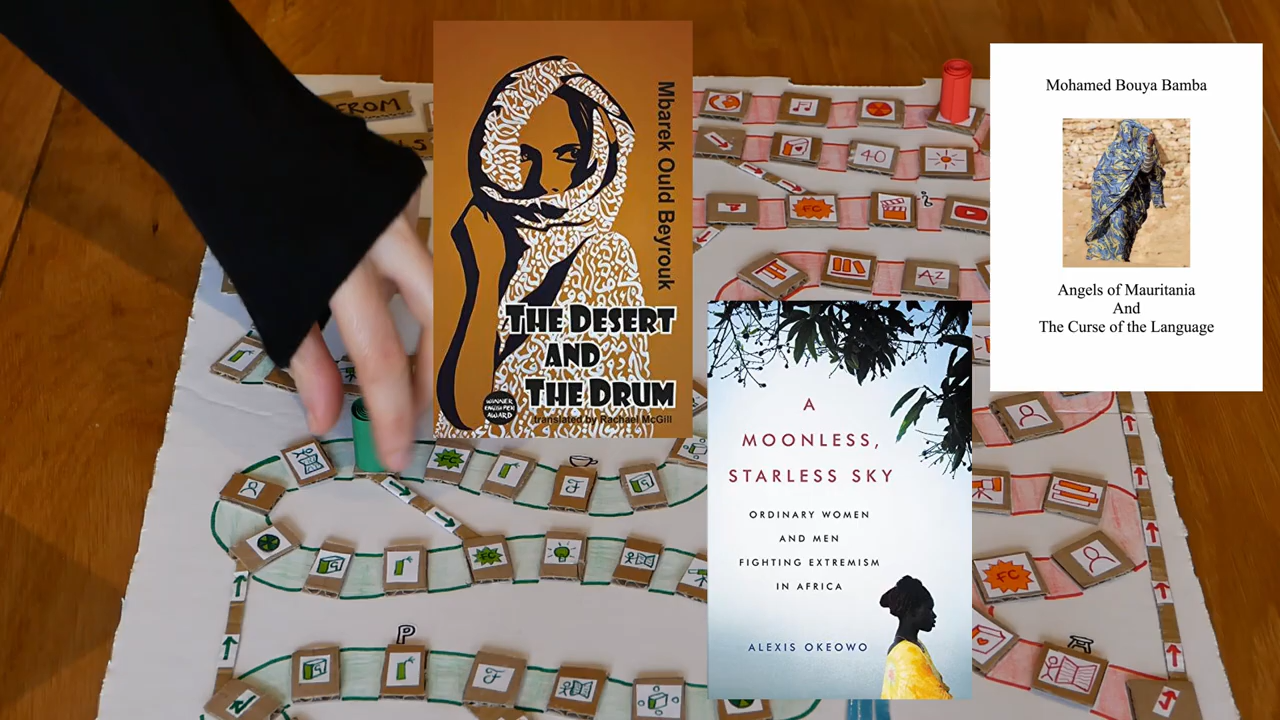 FROM
Mbarek Ould Beyrouk
THE DESERT
AND
THE DRUM
WINNER
ENGLISH PEN
AWARD
translated by Rachael McGill
Mohamed Bouya Bamba
Angels of Mauritania
And
The Curse of the Language
A
MOONLESS,
STARLESS SKY
ORDINARY WOMEN
AND MEN
FIGHTING EXTREMISM
IN AFRICA
ALEXIS OKEOWO
40
FC
AZ
FC
FC
FC
F
F
P